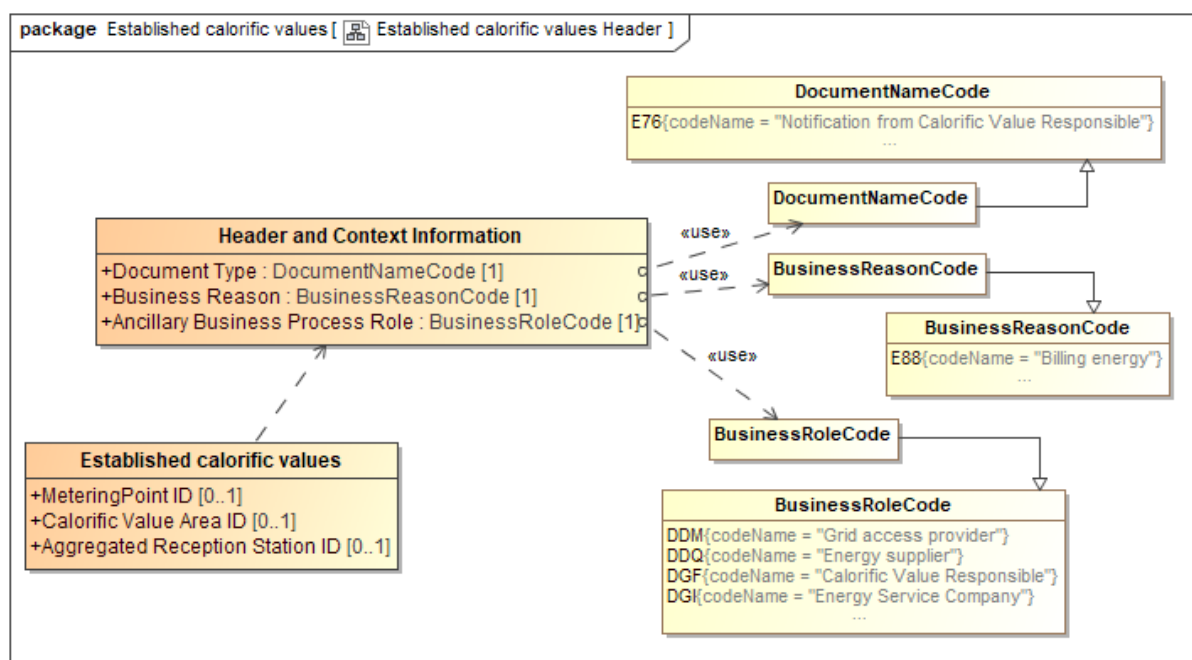 package Established calorific values [ Established calorific values Header ]
DocumentNameCode
E76{codeName = "Notification from Calorific Value Responsible"}
...
DocumentNameCode
«use»
Header and Context Information
+Document Type : DocumentNameCode [1]
+Business Reason : BusinessReasonCode [1]
+Ancillary Business Process Role : BusinessRoleCode [1]
«use»
BusinessReasonCode
BusinessReasonCode
E88{codeName = "Billing energy"}
...
«use»
BusinessRoleCode
Established calorific values
+MeteringPoint ID [0..1]
+Calorific Value Area ID [0..1]
+Aggregated Reception Station ID [0..1]
BusinessRoleCode
DDM{codeName = "Grid access provider"}
DDQ{codeName = "Energy supplier"}
DGF{codeName = "Calorific Value Responsible"}
DGI{codeName = "Energy Service Company"}
...